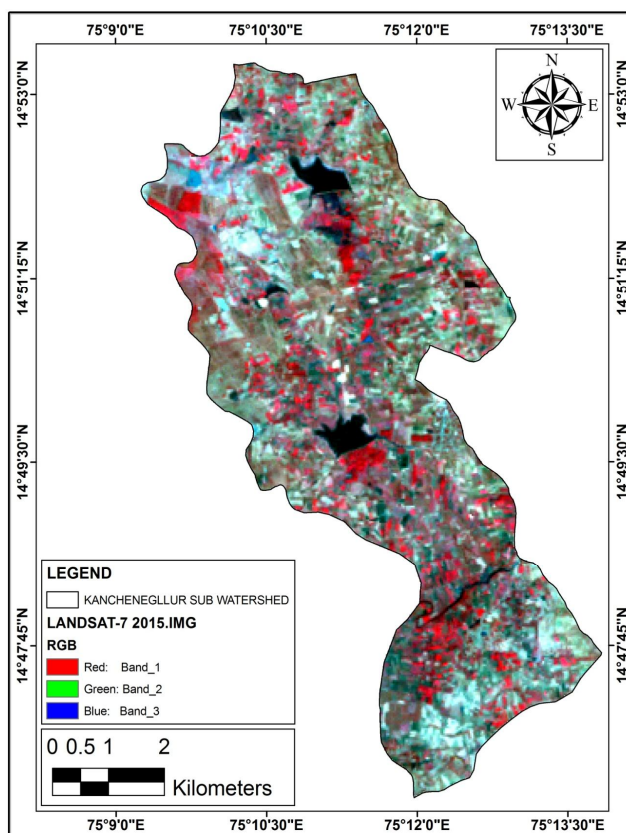 75°9'0"E 75°10'30"E 75°12'0"E 75°13'30"E
N
W E
S
14°53'0"N 14°53'0"N
14°51'15"N 14°51'15"N
14°49'30"N 14°49'30"N
14°47'45"N 14°47'45"N
LEGEND
KANCHENEGLLUR SUB WATERSHED
LANDSAT-7 2015.IMG
RGB
Red: Band_1
Green: Band_2
Blue: Band_3
0 0.5 1 2
Kilometers
75°9'0"E 75°10'30"E 75°12'0"E 75°13'30"E